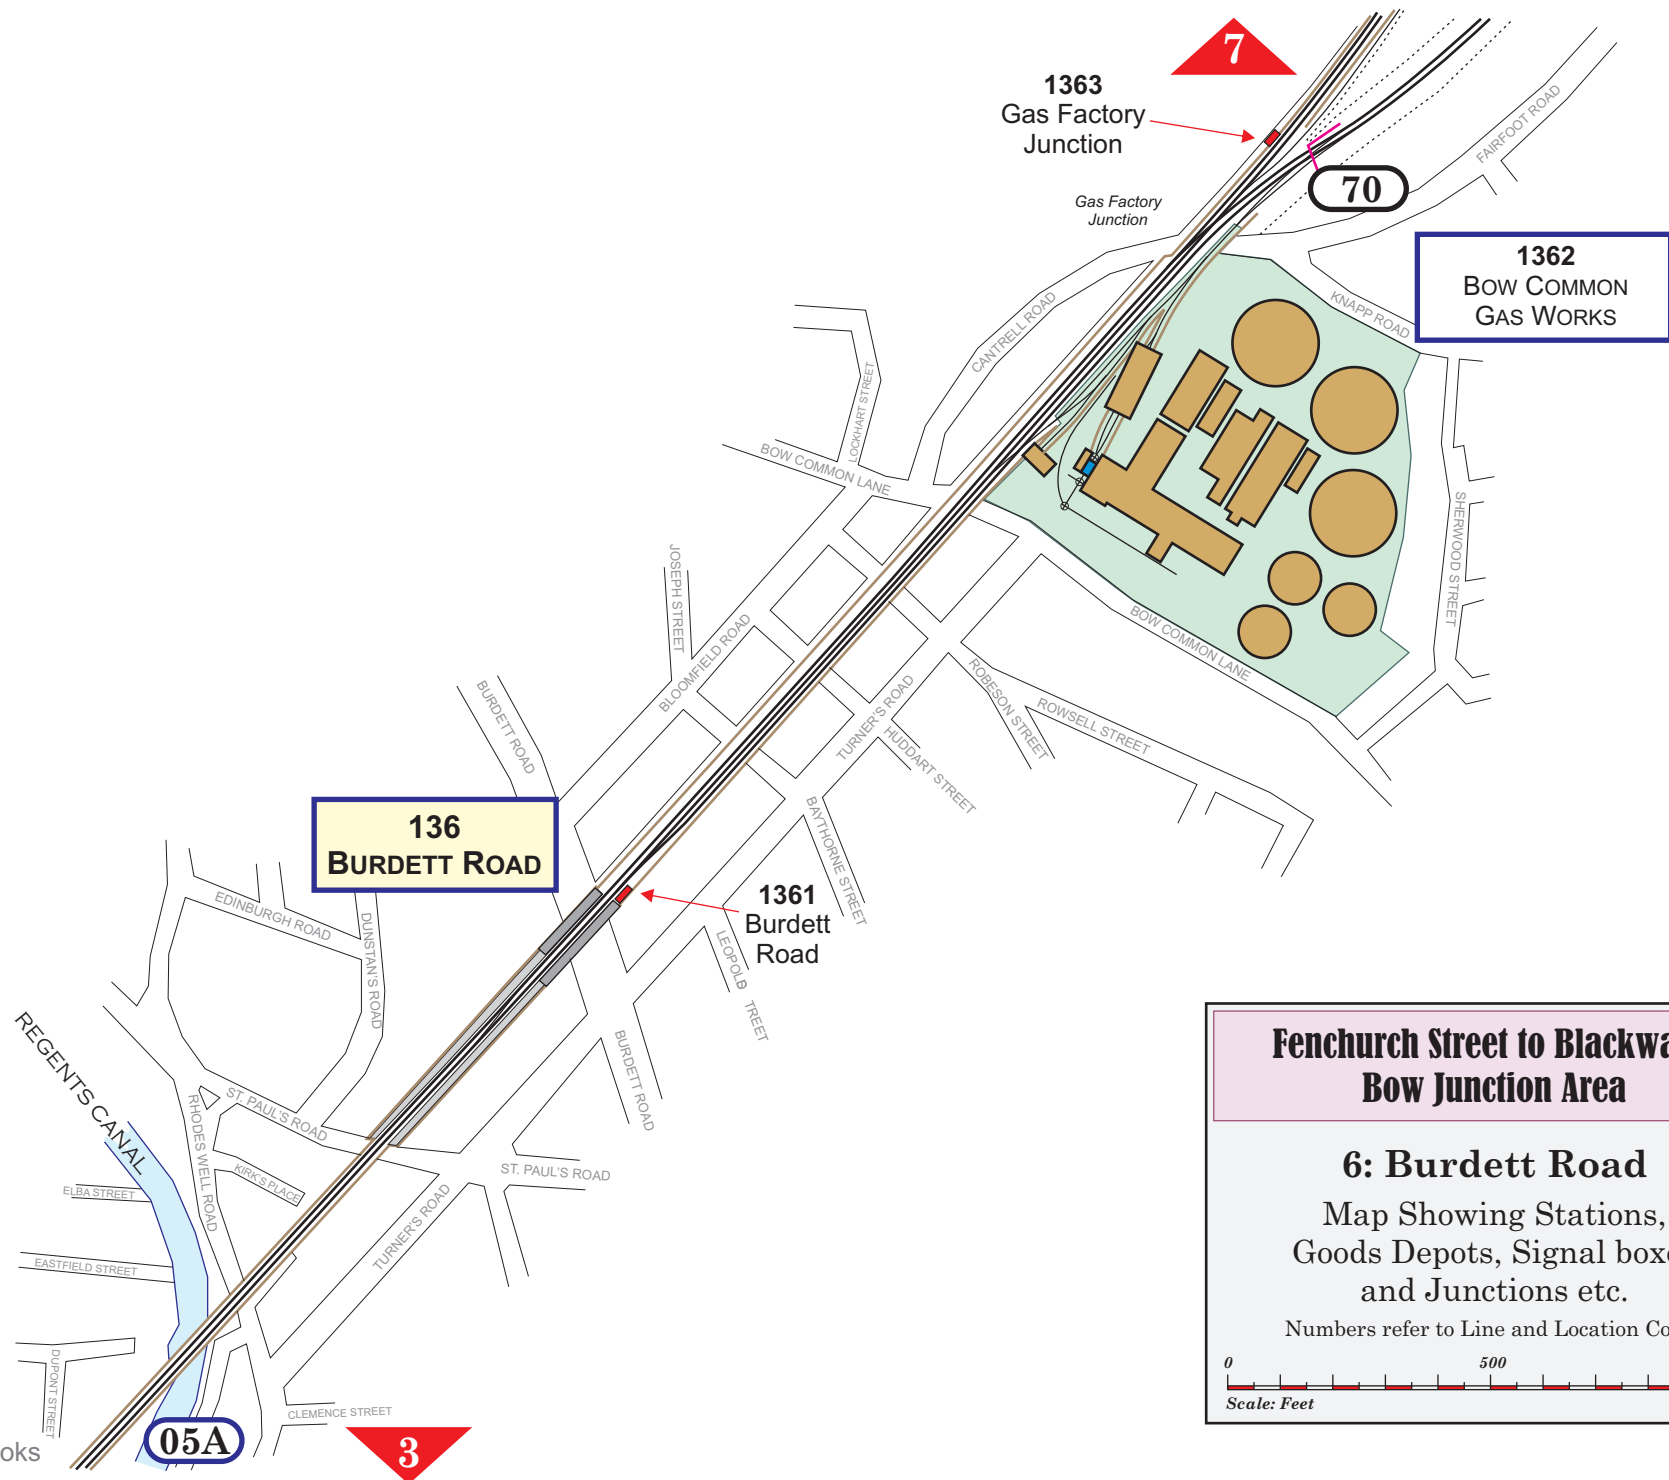 7
1363
Gas Factory
Junction
FAIRFOOT ROAD
70
Gas Factory
Junction
1362
BOW COMMON
GAS WORKS
KNAPP ROAD
CANTRELL ROAD
LOCKHART STREET
BOW COMMON LANE
SHERWOOD STREET
JOSEPH STREET
BLOOMFIELD ROAD
BOW COMMON LANE
BURDETT ROAD
ROBESON STREET
ROWSELL STREET
TURNER'S ROAD
HUDDART STREET
136
BURDETT ROAD
BAYTHORNE STREET
1361
Burdett
Road
EDINBURGH ROAD
DUNSTAN'S ROAD
LEOPOLD TREET
REGENTS CANAL
BURDETT ROAD
RHODES WELL ROAD
ST. PAUL'S ROAD
KIRK'S PLACE
ST. PAUL'S ROAD
ELBA STREET
TURNER'S ROAD
EASTFIELD STREET
DUPONT STREET
CLEMENCE STREET
05A
3
oks
Fenchurch Street to Blackwa
Bow Junction Area
6: Burdett Road
Map Showing Stations,
Goods Depots, Signal box
and Junctions etc.
Numbers refer to Line and Location Co
0 500
Scale: Feet